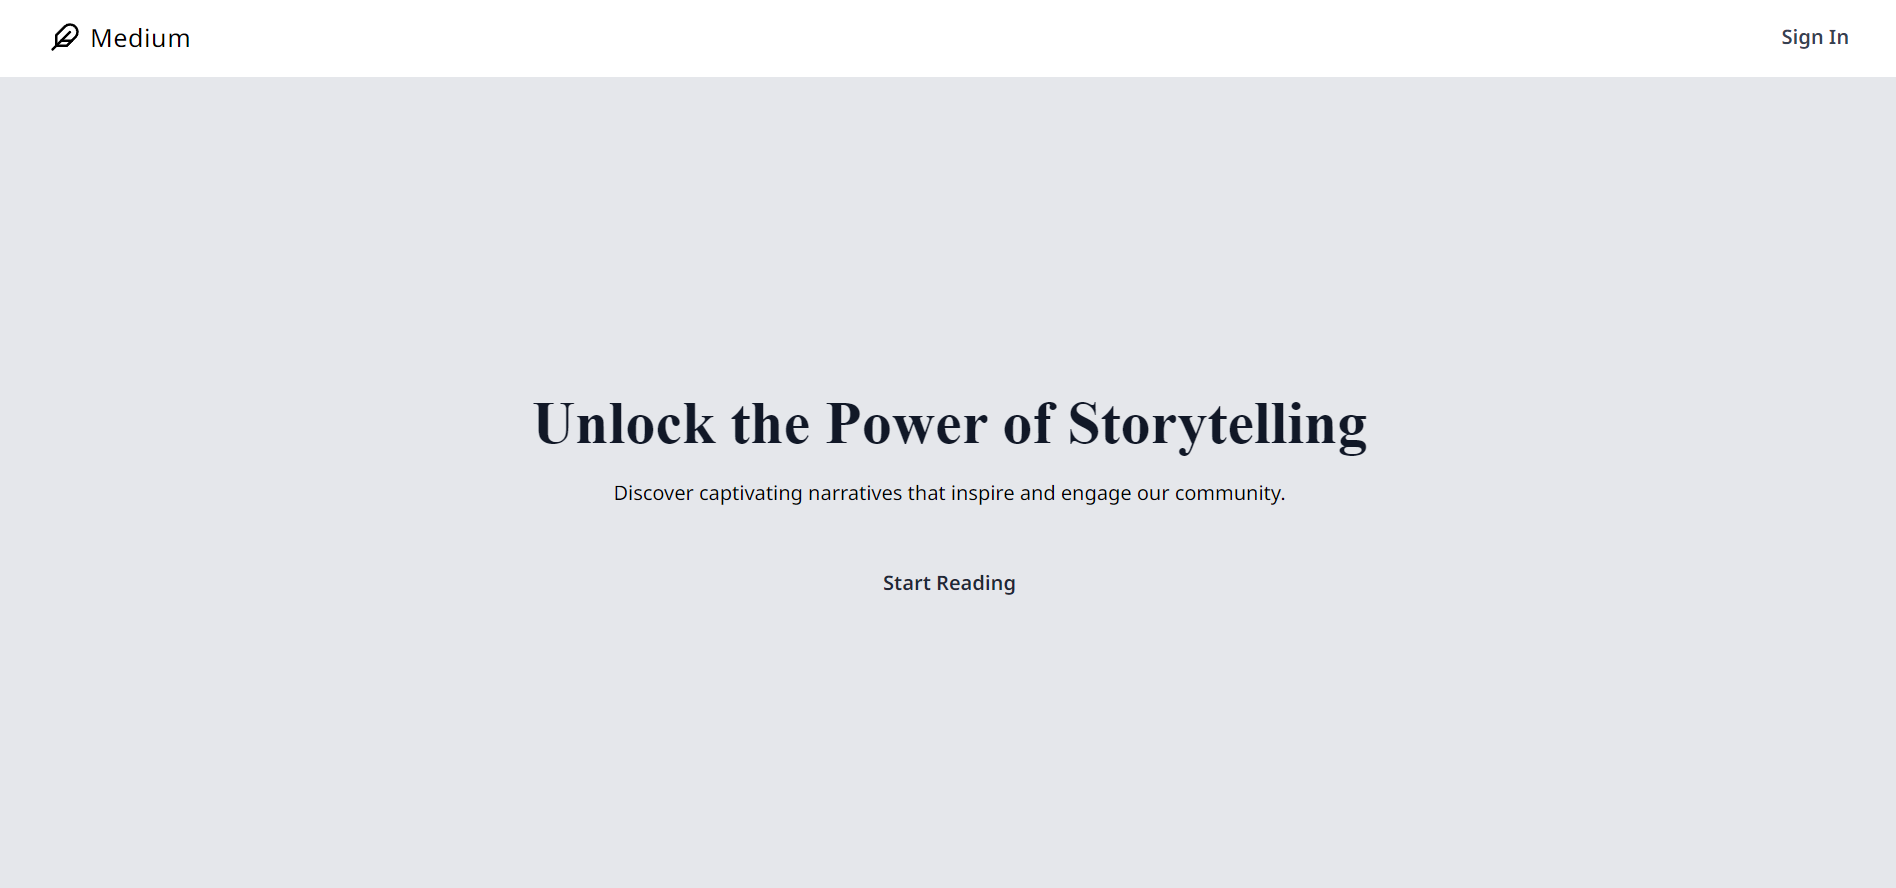 Medium
Sign In
Unlock the Power of Storytelling
Discover captivating narratives that inspire and engage our community.
Start Reading